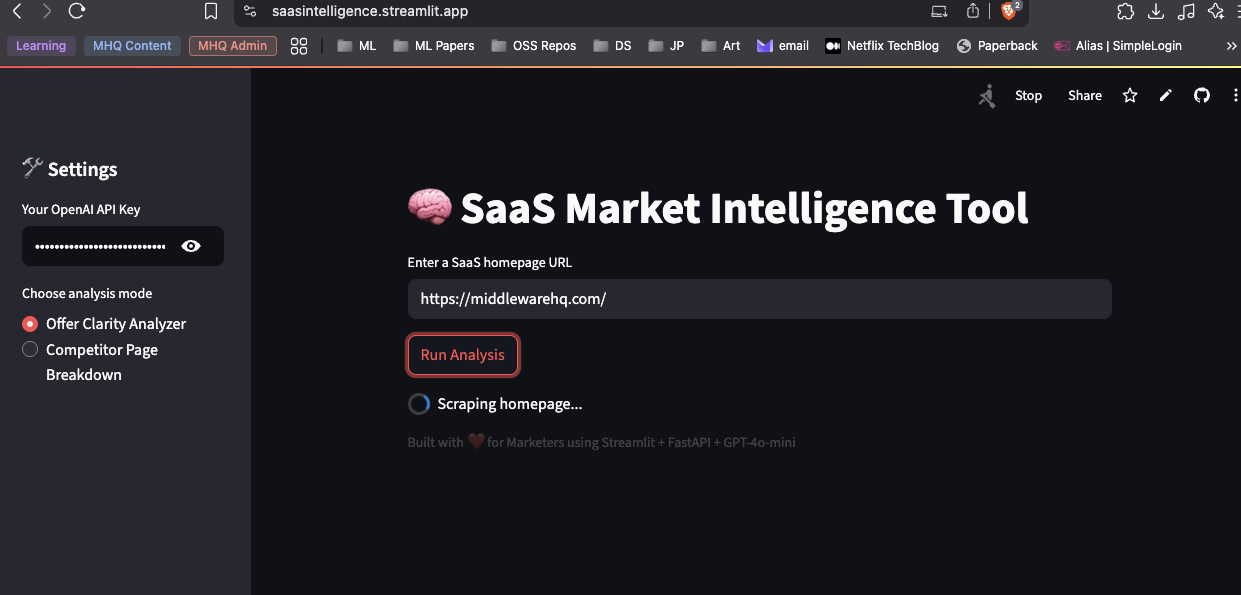 saasintelligence.streamlit.app
2
Learning MHQ Content MHQ Admin ML ML Papers OSS Repos DS JP Art email Netflix TechBlog Paperback Alias | SimpleLogin »
Stop Share
Settings
Your OpenAI API Key
Choose analysis mode
Offer Clarity Analyzer
Competitor Page
Breakdown
SaaS Market Intelligence Tool
Enter a SaaS homepage URL
https://middlewarehq.com/
Run Analysis
Scraping homepage...
Built with ❤️ for Marketers using Streamlit + FastAPI + GPT-4o-mini